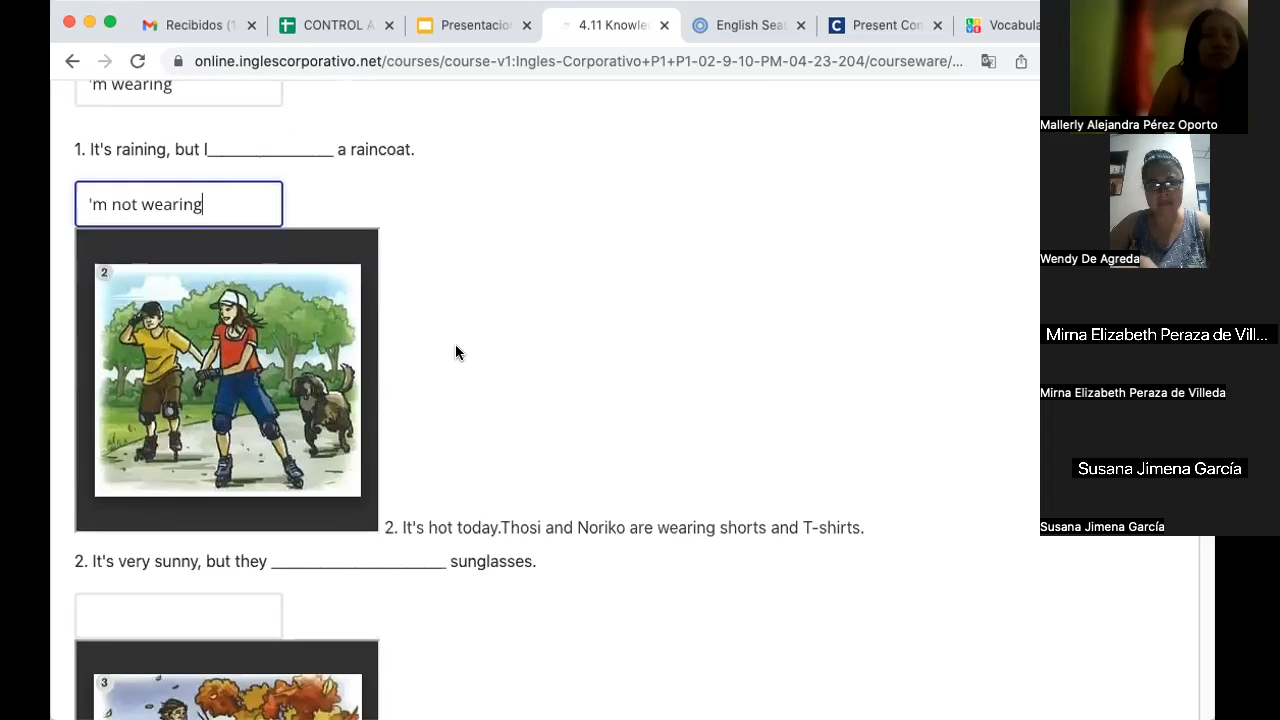 Recibidos (1
CONTROL A
Presentacion
4.11 Knowle
English Seas
Present Con
Vocabula
online.inglescorporativo.net/courses/course-v1:Ingles-Corporativo+P1+P1-02-9-10-PM-04-23-204/courseware/...
'm wearing
1. It's raining, but I______________ a raincoat.
'm not wearing
2
2. It's hot today.Thosi and Noriko are wearing shorts and T-shirts.
2. It's very sunny, but they ____________________ sunglasses.
3
Mallerly Alejandra Pérez Oporto
Wendy De Agreda
Mirna Elizabeth Peraza de Vill...
Mirna Elizabeth Peraza de Villeda
Susana Jimena García
Susana Jimena García